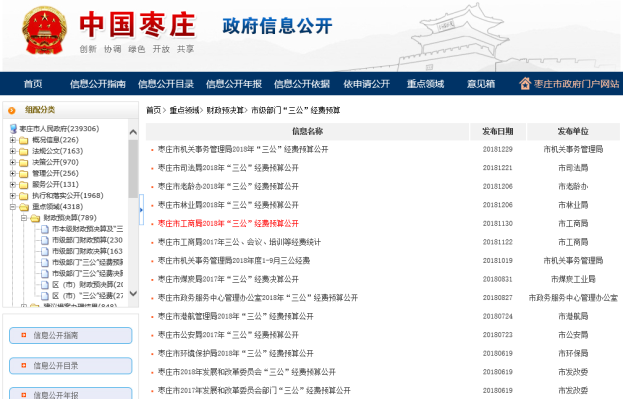 中国枣庄
创新 协调 绿色 开放 共享
政府信息公开
首页 信息公开指南 信息公开目录 信息公开年报 信息公开依据 依申请公开 重点领域 意见箱 枣庄市政府门户网站
细配分类
枣庄市人民政府(239306)
概况信息(226)
法规公文(7163)
决策公开(970)
管理公开(256)
服务公开(131)
执行和落实公开(1968)
重点领域(4318)
财政预决算(789)
市本级财政预决算及“三
市级部门财政预算(230
市级部门财政决算(163
市级部门“三公”经费预
市级部门“三公”经费决
区（市）财政预决算(2
区（市）“三公”经费(27
信息公开指南
信息公开目录
信息公开年报
首页> 重点领域> 财政预决算> 市级部门“三公”经费预算
信息名称 发布日期 发布单位
枣庄市机关事务管理局2018年“三公”经费预算公开 20181229 市机关事务管理局
枣庄市司法局2018年“三公”经费预算公开 20181221 市司法局
枣庄市老龄办2018年“三公”经费预算公开 20181206 市老龄办
枣庄市林业局2018年“三公”经费预算公开 20181206 市林业局
枣庄市工商局2018年“三公”经费预算公开 20181130 市工商局
枣庄市工商局2017年三公、会议、培训等经费统计 20181122 市工商局
枣庄市机关事务管理局2018年度1-9月三公经费 20181019 市机关事务管理局
枣庄市煤炭局2017年“三公”经费决算公开 20180831 市煤炭工业局
枣庄市政务服务中心管理办公室2018年“三公”经费预算公开 20180827 市政务服务中心管理办公室
枣庄市港航管理局2018年“三公”经费预算公开 20180724 市港航局
枣庄市公安局2017年“三公”经费预算公开 20180723 市公安局
枣庄市环境保护局2018年“三公”经费预算公开 20180619 市环保局
枣庄市2018年发展和改革委员会“三公”经费预算公开 20180619 市发改委
枣庄市2017年发展和改革委员会部门“三公”经费预算公开 20180619 市发改委